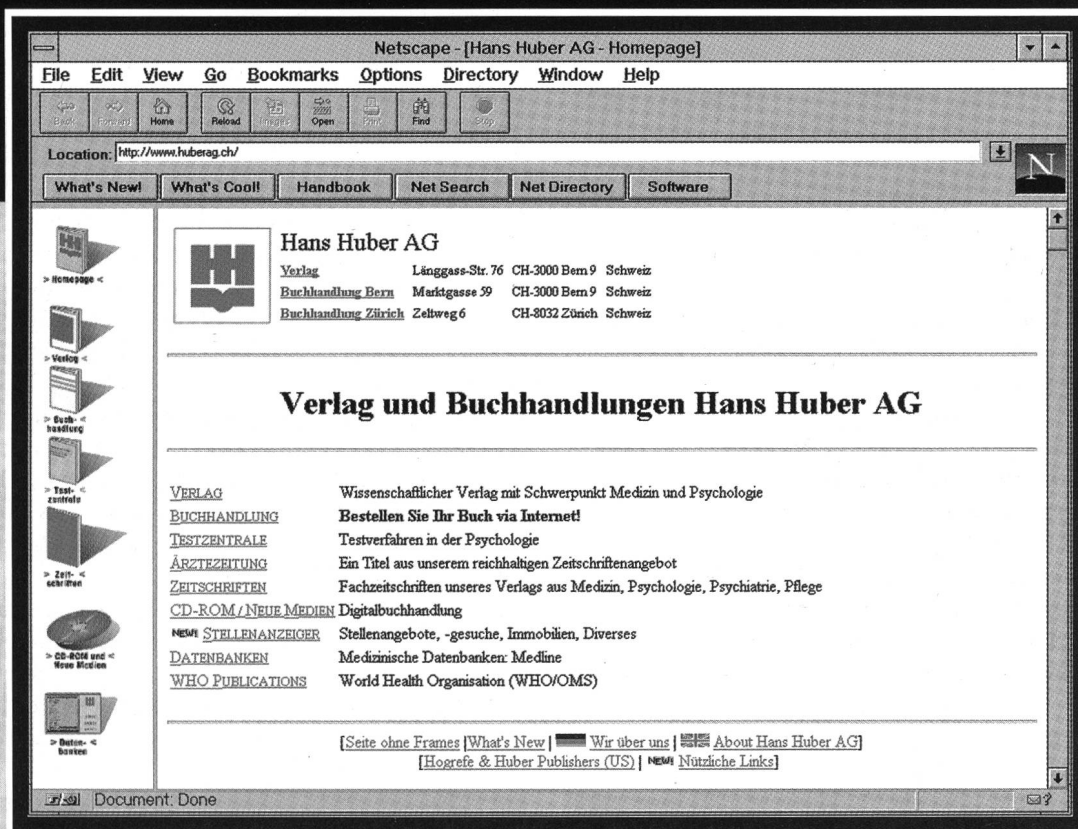 Netscape - [Hans Huber AG - Homepage]
File Edit View Go Bookmarks Options Directory Window Help
Back Forward Home Reload Images Open Print Find Stop
Location: http://www.huberag.ch/
N
What's New! What's Cool! Handbook Net Search Net Directory Software
> Homepage <
> Verlag <
> Buch- <
handlung
> Test- <
zentrale
> Zeit- <
schriften
> CD-ROM und <
Neue Medien
> Daten- <
banken
Hans Huber AG
Verlag Länggass-Str. 76 CH-3000 Bern 9 Schweiz
Buchhandlung Bern Marktgasse 59 CH-3000 Bern 9 Schweiz
Buchhandlung Zürich Zeltweg 6 CH-8032 Zürich Schweiz
Verlag und Buchhandlungen Hans Huber AG
VERLAG Wissenschaftlicher Verlag mit Schwerpunkt Medizin und Psychologie
BUCHHANDLUNG Bestellen Sie Ihr Buch via Internet!
TESTZENTRALE Testverfahren in der Psychologie
ÄRZTEZEITUNG Ein Titel aus unserem reichhaltigen Zeitschriftenangebot
ZEITSCHRIFTEN Fachzeitschriften unseres Verlags aus Medizin, Psychologie, Psychiatrie, Pflege
CD-ROM / NEUE MEDIEN Digitalbuchhandlung
NEW! STELLENANZEIGER Stellenangebote, -gesuche, Immobilien, Diverses
DATENBANKEN Medizinische Datenbanken: Medline
WHO PUBLICATIONS World Health Organisation (WHO/OMS)
[Seite ohne Frames |What's New | Wir über uns | About Hans Huber AG]
[Hogrefe & Huber Publishers (US) | NEW! Nützliche Links]
Document: Done